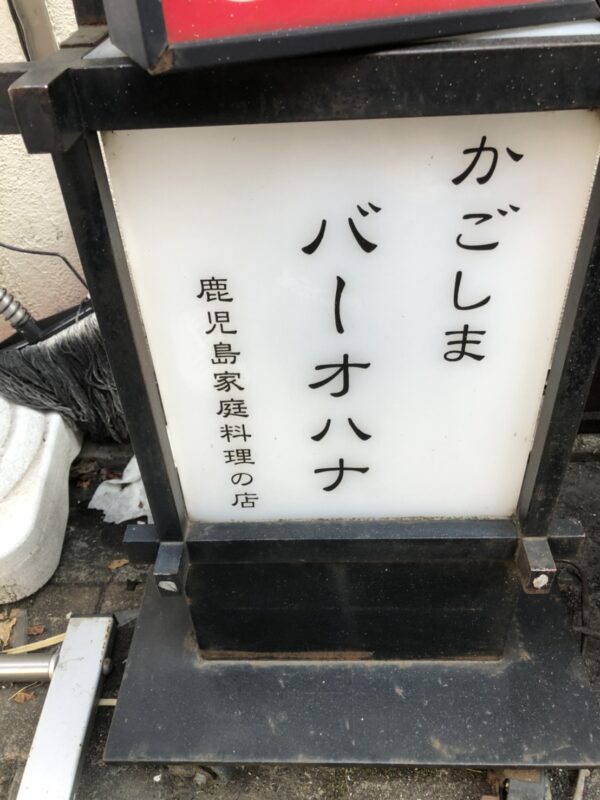 かごしま
バーオハナ
鹿児島家庭料理の店